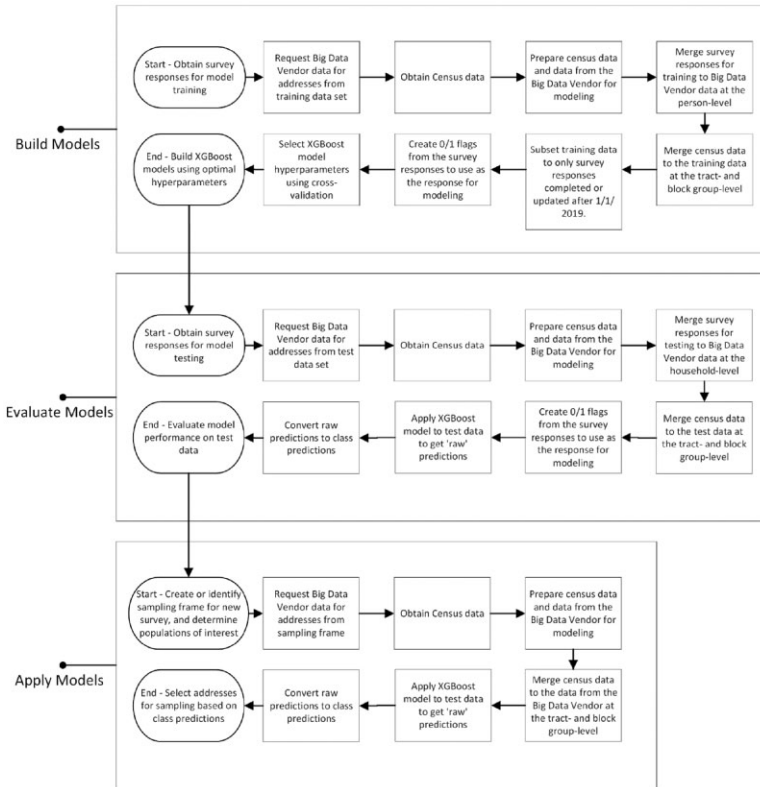 Build Models
Start - Obtain survey
responses for model
training
Request Big Data
Vendor data for
addresses from
training data set
Obtain Census data
Prepare census data
and data from the
Big Data Vendor for
modeling
Merge survey
responses for
training to Big Data
Vendor data at the
person-level
Merge census data
to the training data
at the tract- and
block group-level
Subset training data
to only survey
responses
completed or
updated after 1/1/
2019.
Create 0/1 flags
from the survey
responses to use as
the response for
modeling
Select XGBoost
model
hyperparameters
using cross-
validation
End - Build XGBoost
models using optimal
hyperparameters
Evaluate Models
Start - Obtain survey
responses for model
testing
Request Big Data
Vendor data for
addresses from test
data set
Obtain Census data
Prepare census data
and data from the
Big Data Vendor for
modeling
Merge survey
responses for
testing to Big Data
Vendor data at the
household-level
Merge census data
to the test data at
the tract- and block
group-level
Create 0/1 flags
from the survey
responses to use as
the response for
modeling
Apply XGBoost
model to test data
to get 'raw'
predictions
Convert raw
predictions to class
predictions
End - Evaluate model
performance on test
data
Apply Models
Start - Create or identify
sampling frame for new
survey, and determine
populations of interest
Request Big Data
Vendor data for
addresses from
sampling frame
Obtain Census data
Prepare census data
and data from the
Big Data Vendor for
modeling
Merge census data
to the data from the
Big Data Vendor at
the tract- and block
group-level
Apply XGBoost
model to test data
to get 'raw'
predictions
Convert raw
predictions to class
predictions
End - Select addresses
for sampling based on
class predictions